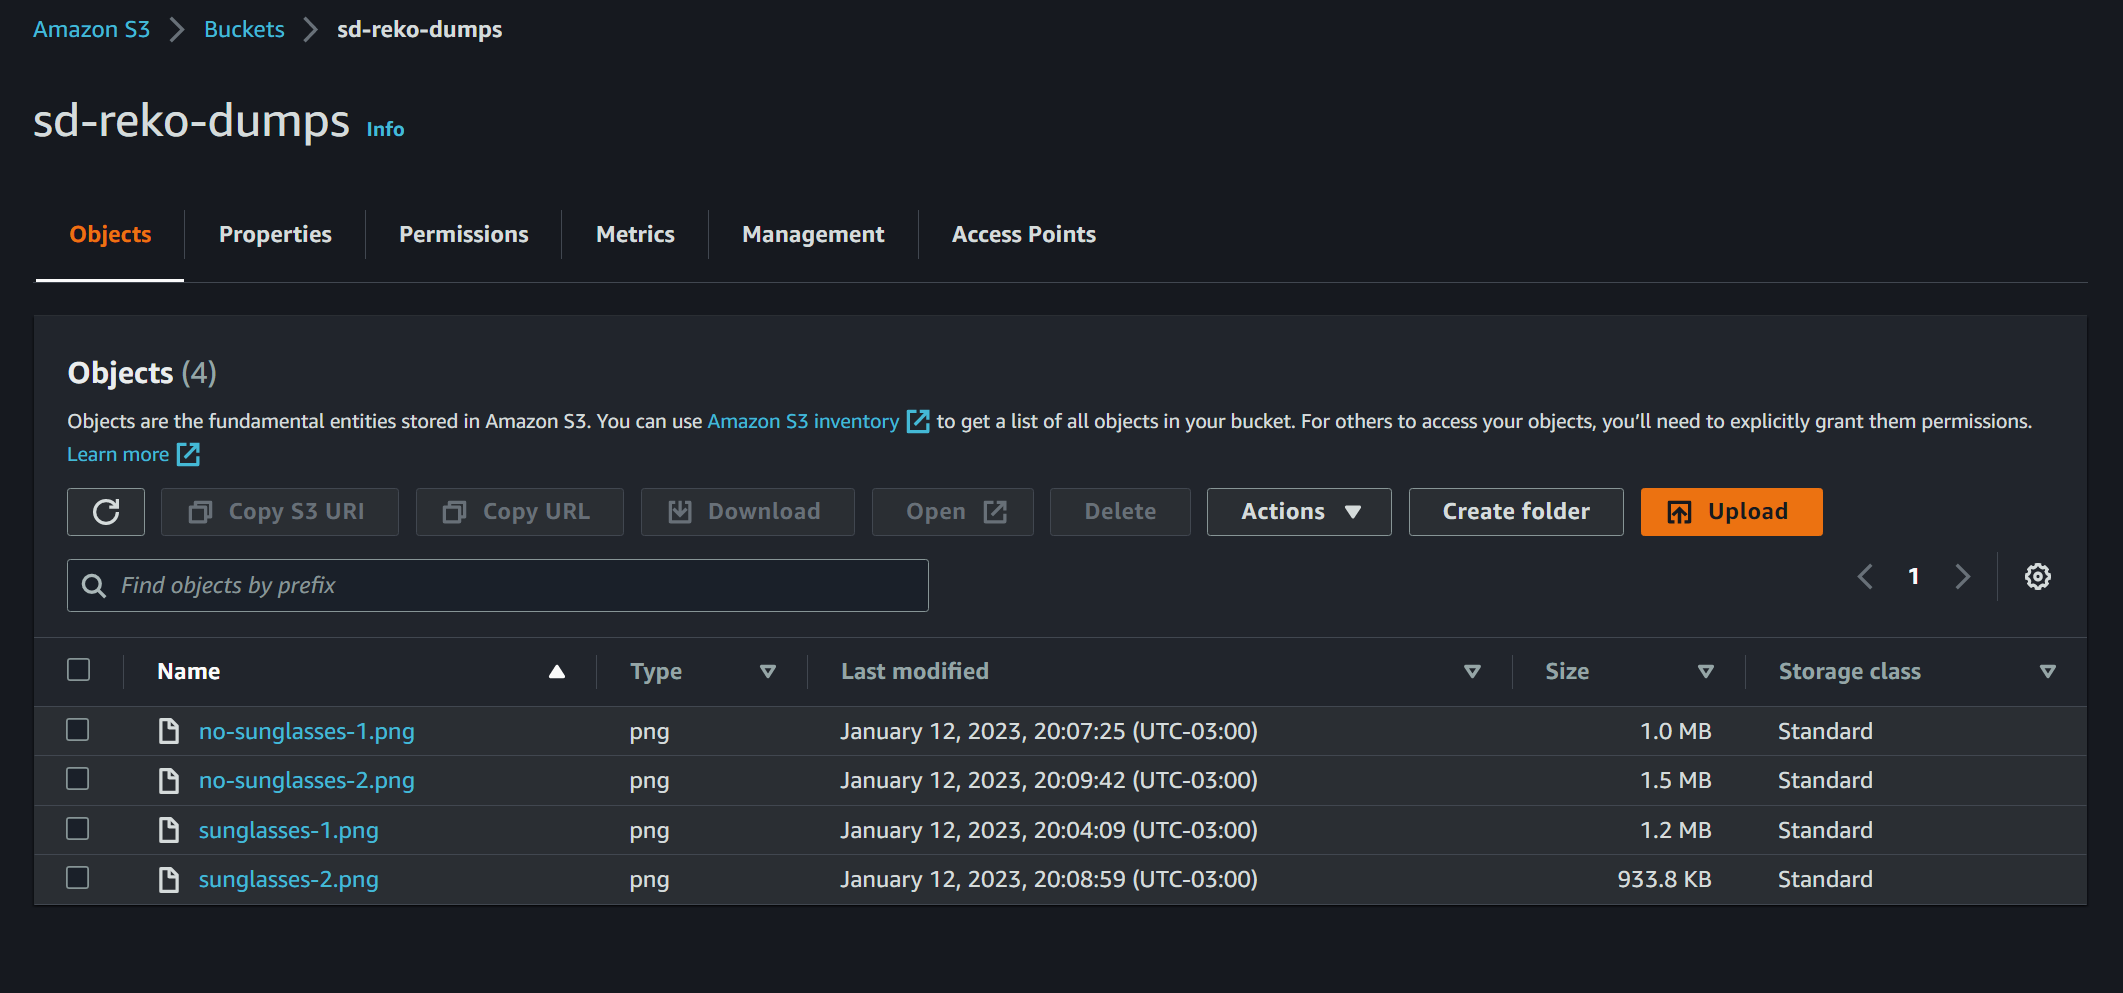 Amazon S3 Buckets sd-reko-dumps
sd-reko-dumps Info
Objects Properties Permissions Metrics Management Access Points
Objects (4)
Objects are the fundamental entities stored in Amazon S3. You can use Amazon S3 inventory to get a list of all objects in your bucket. For others to access your objects, you’ll need to explicitly grant them permissions.
Learn more
Copy S3 URI Copy URL Download Open Delete Actions Create folder Upload
Find objects by prefix 1
Name Type Last modified Size Storage class
no-sunglasses-1.png png January 12, 2023, 20:07:25 (UTC-03:00) 1.0 MB Standard
no-sunglasses-2.png png January 12, 2023, 20:09:42 (UTC-03:00) 1.5 MB Standard
sunglasses-1.png png January 12, 2023, 20:04:09 (UTC-03:00) 1.2 MB Standard
sunglasses-2.png png January 12, 2023, 20:08:59 (UTC-03:00) 933.8 KB Standard